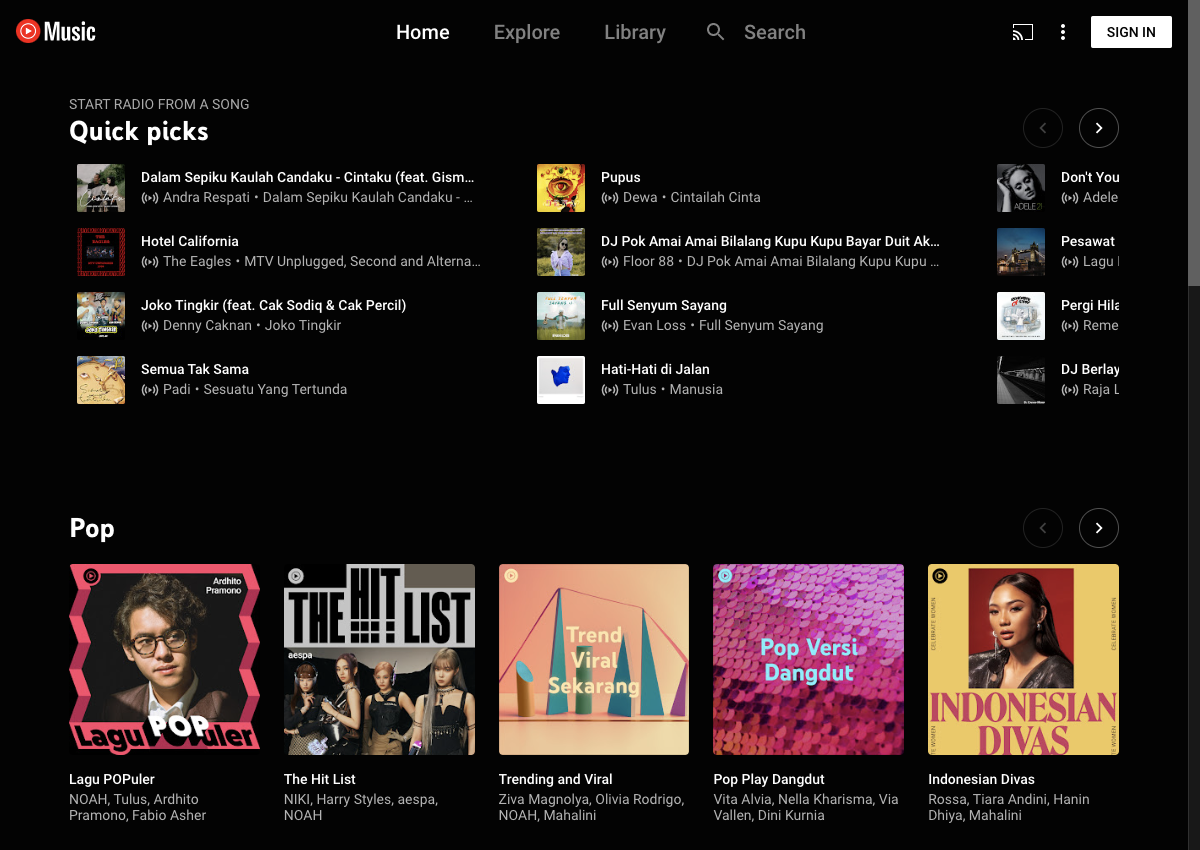 Music
Home
Explore
Library
Search
SIGN IN
START RADIO FROM A SONG
Quick picks
Dalam Sepiku Kaulah Candaku - Cintaku (feat. Gism…
Andra Respati • Dalam Sepiku Kaulah Candaku - …
Hotel California
The Eagles • MTV Unplugged, Second and Alterna…
Joko Tingkir (feat. Cak Sodiq & Cak Percil)
Denny Caknan • Joko Tingkir
Semua Tak Sama
Padi • Sesuatu Yang Tertunda
Pupus
Dewa • Cintailah Cinta
DJ Pok Amai Amai Bilalang Kupu Kupu Bayar Duit Ak…
Floor 88 • DJ Pok Amai Amai Bilalang Kupu Kupu …
Full Senyum Sayang
Evan Loss • Full Senyum Sayang
Hati-Hati di Jalan
Tulus • Manusia
Don't You
Adele
ADELE 21
Pesawat
Lagu
Pergi Hila
Reme
DJ Berlay
Raja L
Pop
Ardhito
Pramono
Lagu POPuler
THE HIT LIST
aespa
Trend
Viral
Sekarang
Pop Versi
Dangdut
CELEBRATE WOMEN
CELEBRATE WOMEN
INDONESIAN
DIVAS
Lagu POPuler
NOAH, Tulus, Ardhito
Pramono, Fabio Asher
The Hit List
NIKI, Harry Styles, aespa,
NOAH
Trending and Viral
Ziva Magnolya, Olivia Rodrigo,
NOAH, Mahalini
Pop Play Dangdut
Vita Alvia, Nella Kharisma, Via
Vallen, Dini Kurnia
Indonesian Divas
Rossa, Tiara Andini, Hanin
Dhiya, Mahalini